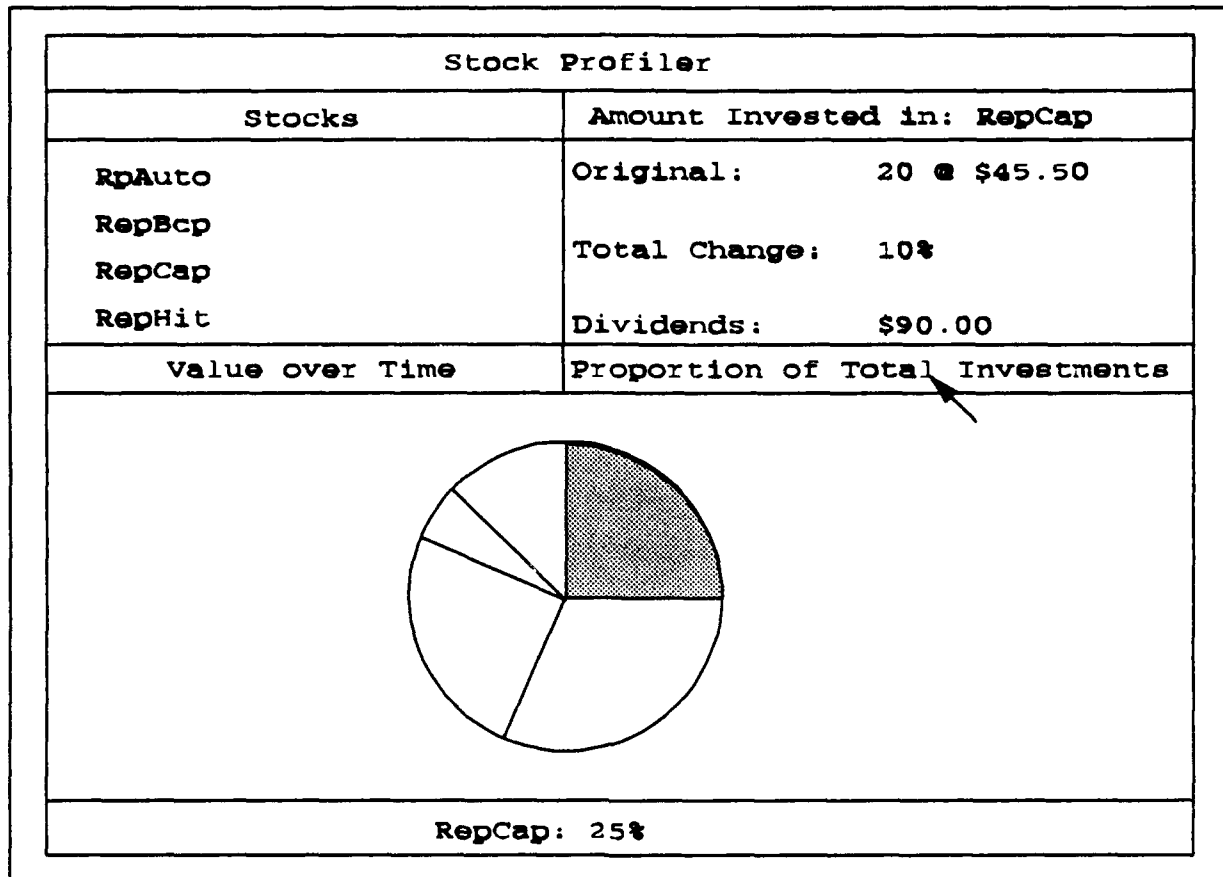 Stock Profiler
Stocks
Amount Invested in: RepCap
RpAuto
RepBcp
RepCap
RepHit
Original: 20 @ $45.50
Total Change: 10%
Dividends: $90.00
Value over Time
Proportion of Total Investments
RepCap: 25%